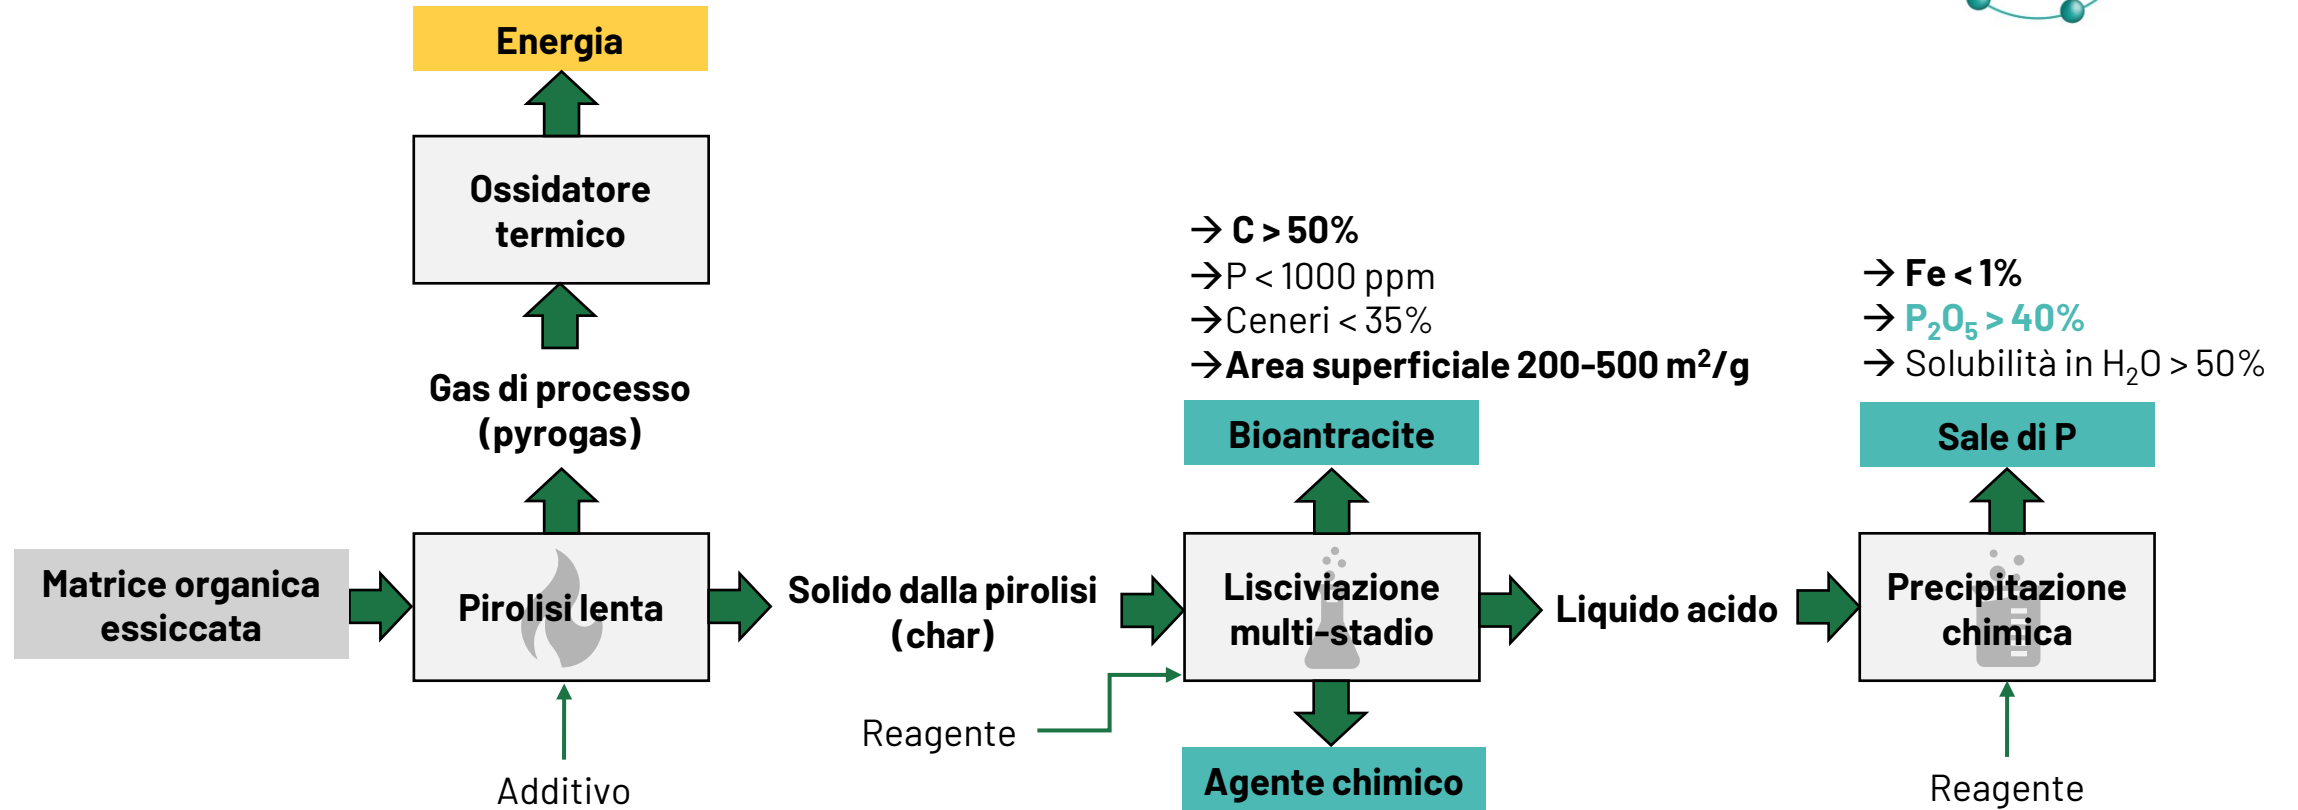 Energia
Ossidatore
termico
Gas di processo
(pyrogas)
Matrice organica
essiccata
Pirolisi lenta
Additivo
Solido dalla pirolisi
(char)
Reagente
→ C > 50%
→P < 1000 ppm
→Ceneri < 35%
→Area superficiale 200-500 m²/g
Bioantracite
Lisciviazione
multi-stadio
Agente chimico
Liquido acido
→ Fe < 1%
→ P₂O₅ > 40%
→ Solubilità in H₂O > 50%
Sale di P
Precipitazione
chimica
Reagente